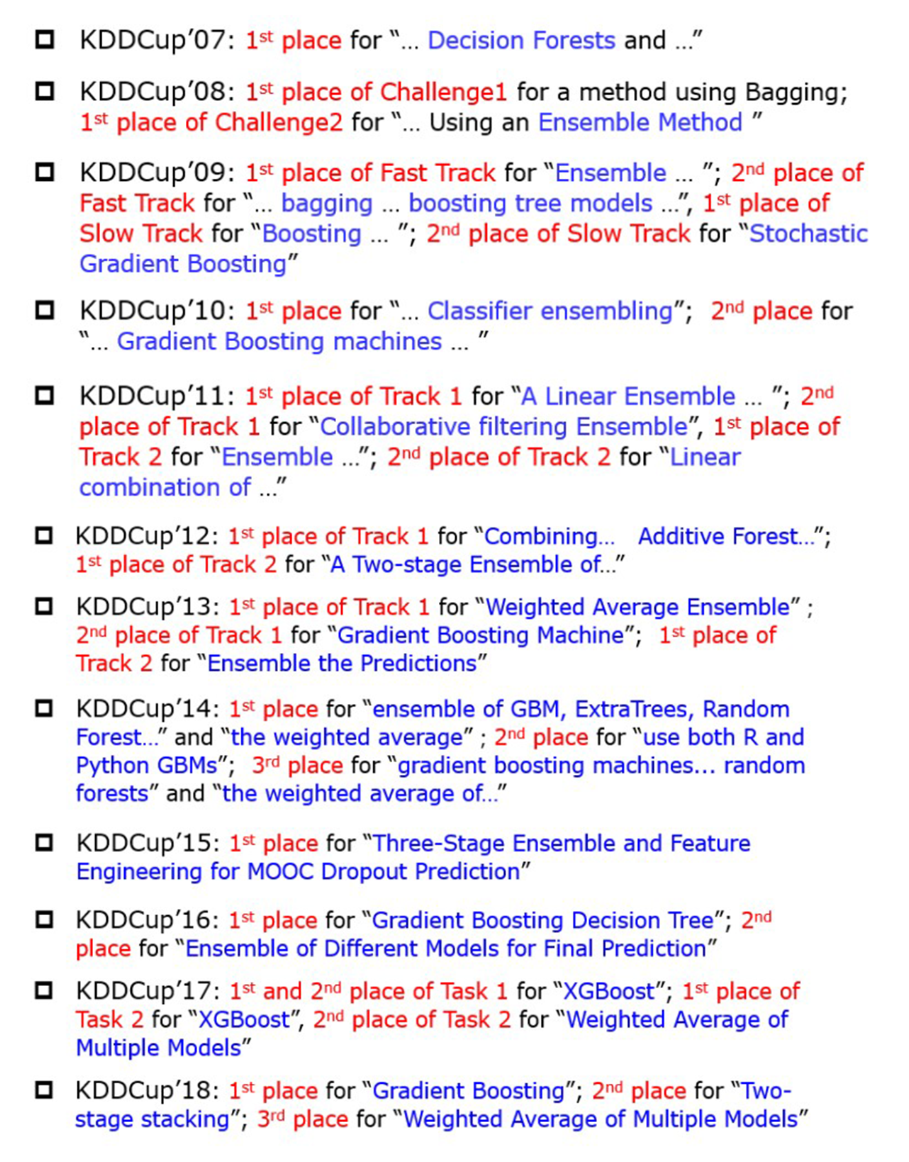 KDDCup’07: 1st place for “… Decision Forests and …”
KDDCup’08: 1st place of Challenge1 for a method using Bagging;
1st place of Challenge2 for “… Using an Ensemble Method ”
KDDCup’09: 1st place of Fast Track for “Ensemble … ”; 2nd place of
Fast Track for “… bagging … boosting tree models …”, 1st place of
Slow Track for “Boosting … ”; 2nd place of Slow Track for “Stochastic
Gradient Boosting”
KDDCup’10: 1st place for “… Classifier ensembling”; 2nd place for
“… Gradient Boosting machines … ”
KDDCup’11: 1st place of Track 1 for “A Linear Ensemble … ”; 2nd
place of Track 1 for “Collaborative filtering Ensemble”, 1st place of
Track 2 for “Ensemble …”; 2nd place of Track 2 for “Linear
combination of …”
KDDCup’12: 1st place of Track 1 for “Combining… Additive Forest…”;
1st place of Track 2 for “A Two-stage Ensemble of…”
KDDCup’13: 1st place of Track 1 for “Weighted Average Ensemble” ;
2nd place of Track 1 for “Gradient Boosting Machine”; 1st place of
Track 2 for “Ensemble the Predictions”
KDDCup’14: 1st place for “ensemble of GBM, ExtraTrees, Random
Forest…” and “the weighted average” ; 2nd place for “use both R and
Python GBMs”; 3rd place for “gradient boosting machines… random
forests” and “the weighted average of…”
KDDCup’15: 1st place for “Three-Stage Ensemble and Feature
Engineering for MOOC Dropout Prediction”
KDDCup’16: 1st place for “Gradient Boosting Decision Tree”; 2nd
place for “Ensemble of Different Models for Final Prediction”
KDDCup’17: 1st and 2nd place of Task 1 for “XGBoost”; 1st place of
Task 2 for “XGBoost”, 2nd place of Task 2 for “Weighted Average of
Multiple Models”
KDDCup’18: 1st place for “Gradient Boosting”; 2nd place for “Two-
stage stacking”; 3rd place for “Weighted Average of Multiple Models”